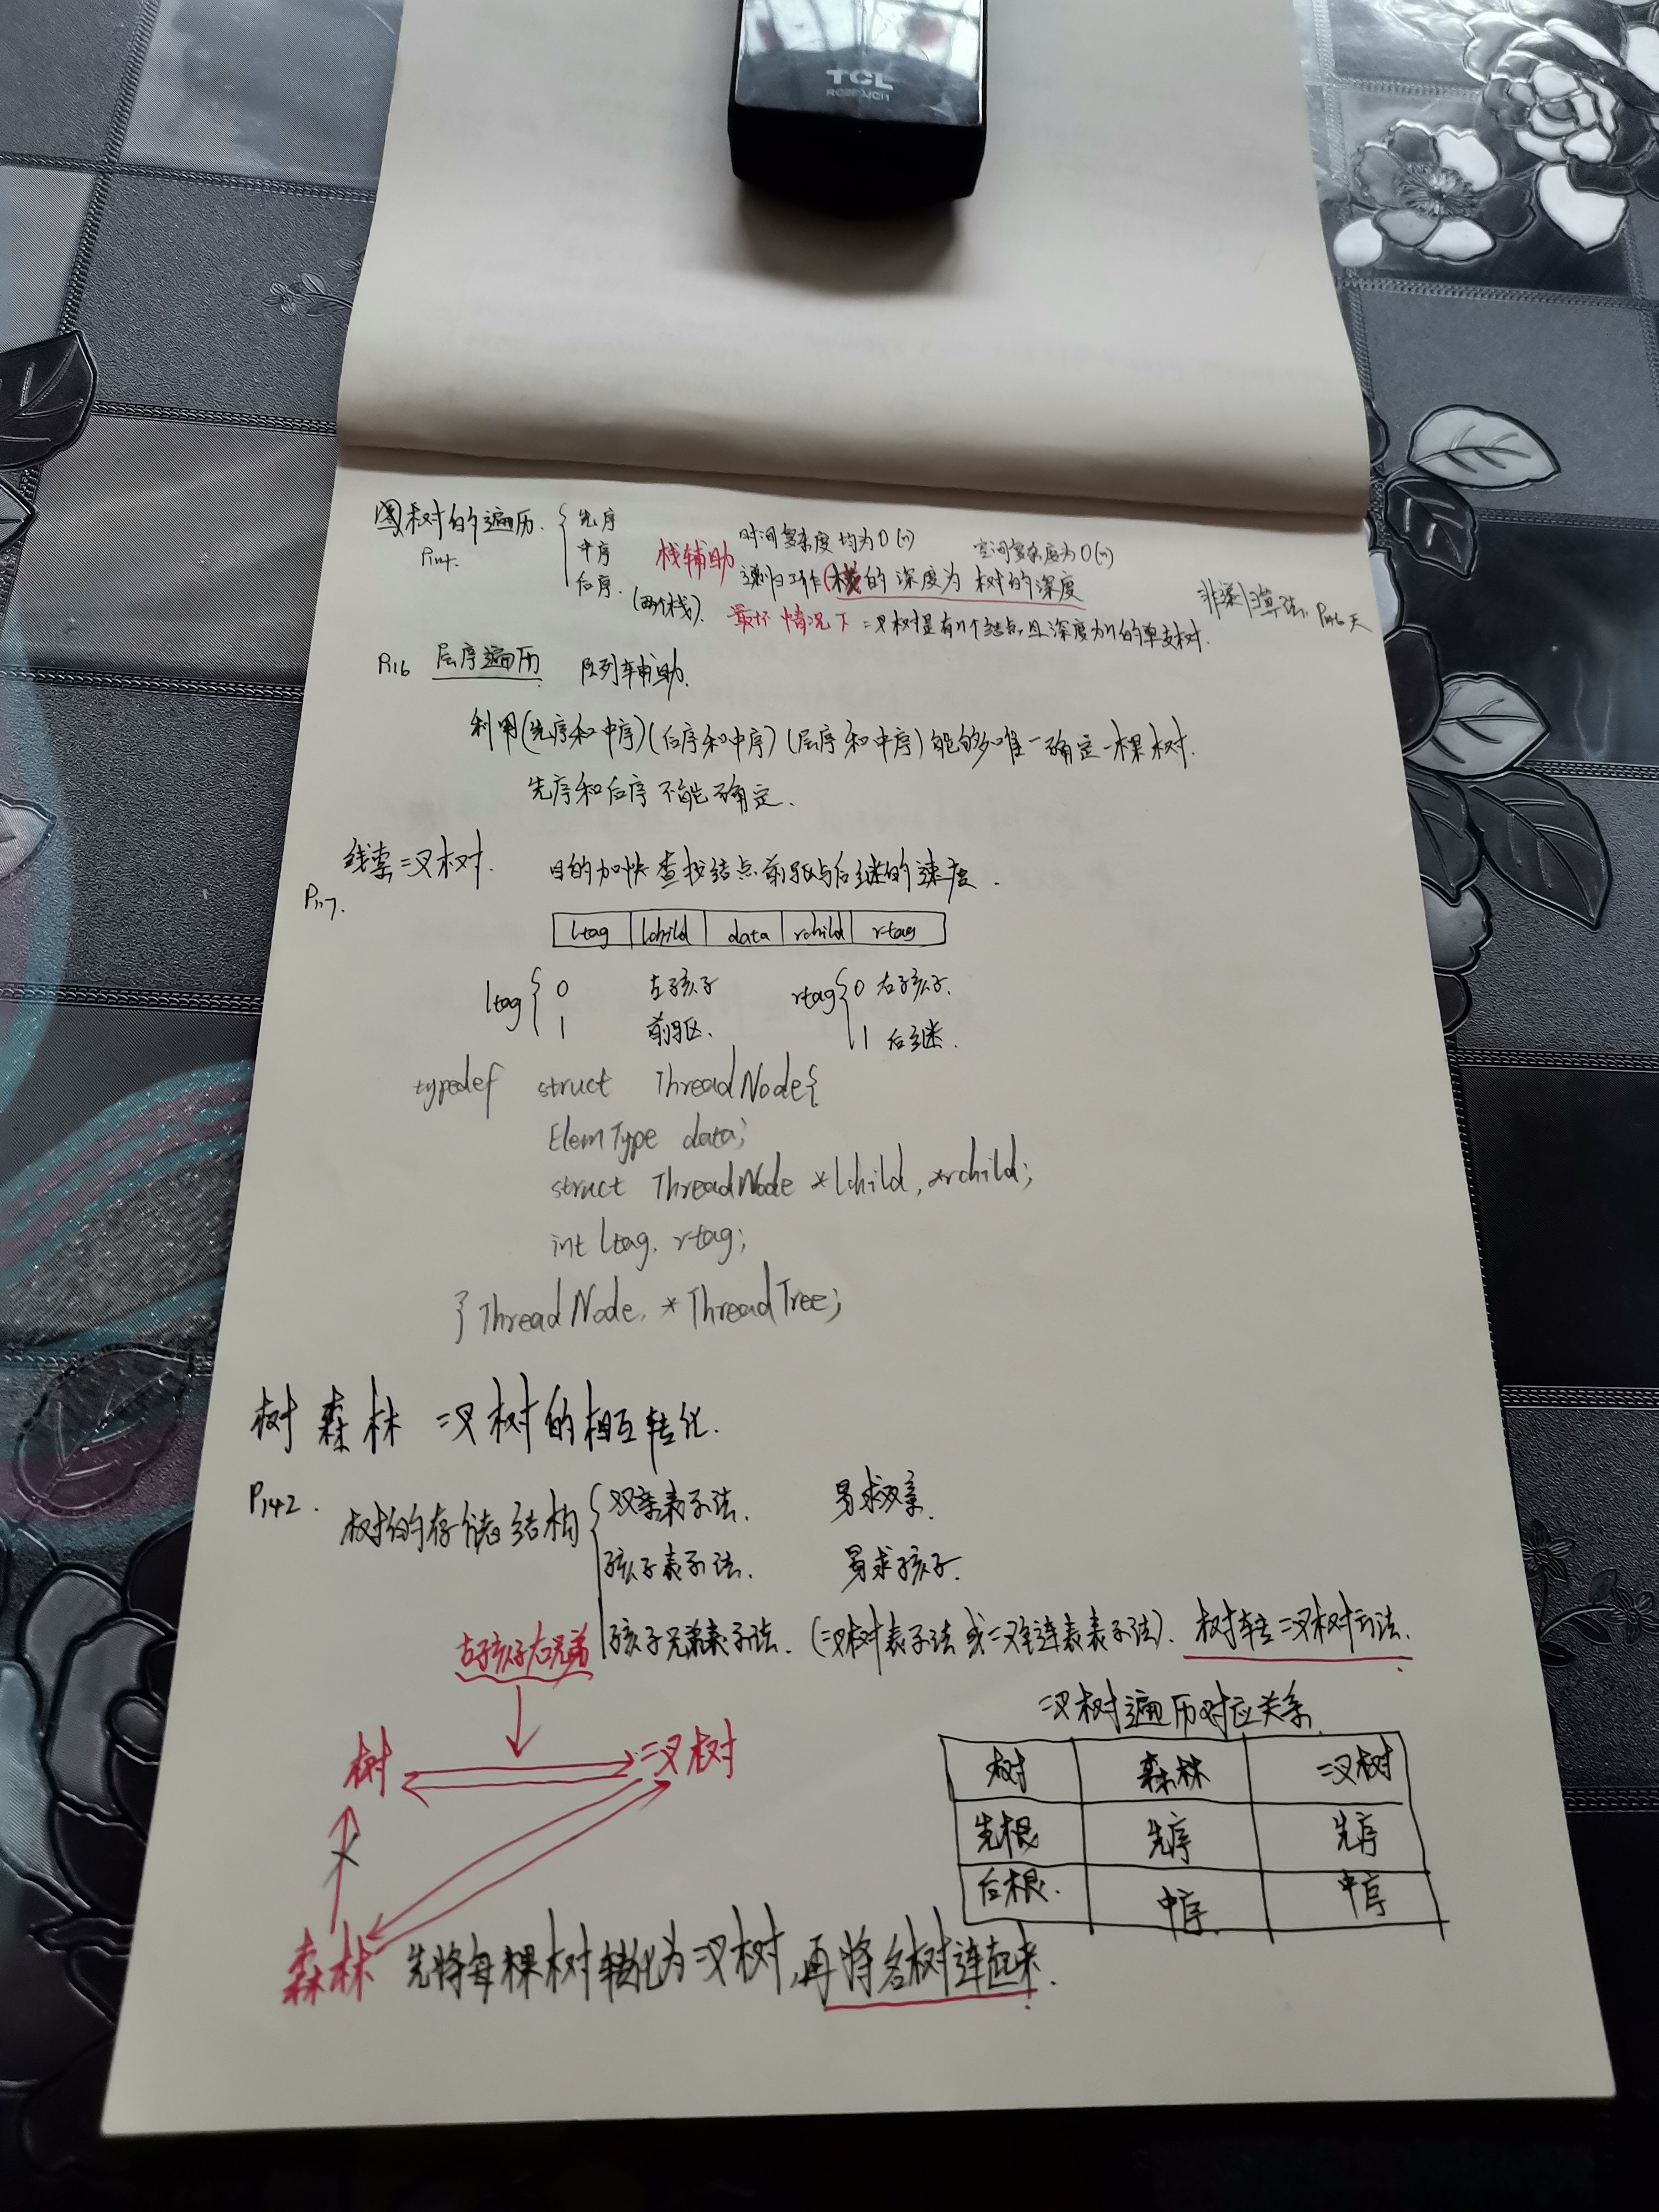 TCL
树的遍历. 先序
中序
后序. (两个栈).
栈辅助 时间复杂度均为O(n) 空间复杂度为O(n)
递归工作栈的深度为树的深度
最坏情况下 二叉树是有n个结点且深度为n的单支树.
非递归算法.
P116 层序遍历 队列辅助.
利用(先序和中序)(后序和中序)(层序和中序)能够唯一确定一棵树.
先序和后序不能确定.
线索二叉树. 目的加快查找结点前驱与后继的速度.
P117.
ltag lchild data rchild rtag
ltag 0 左孩子 rtag 0 右孩子.
1 前驱. 1 后继.
typedef struct ThreadNode{
ElemType data;
struct ThreadNode *lchild, *rchild;
int ltag, rtag;
}ThreadNode, *ThreadTree;
树 森林 二叉树的相互转化.
P142. 树的存储结构 双亲表示法. 易求双亲.
孩子表示法. 易求孩子.
孩子兄弟表示法. (二叉树表示法或二叉链表表示法). 树转二叉树方法.
左孩子右兄弟
二叉树遍历对应关系.
树 二叉树
树 森林 二叉树
先根 先序 先序
后根. 中序. 中序
森林 先将每棵树转化为二叉树,再将各树连起来.